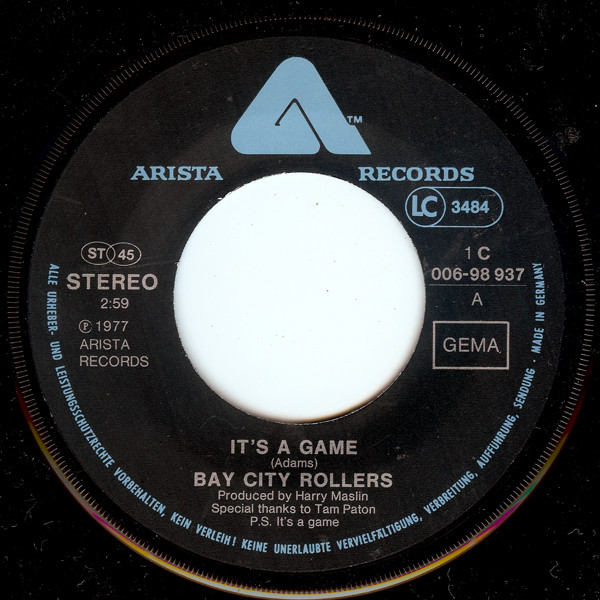 TM
ARISTA RECORDS
LC 3484
ST 45
STEREO
2:59
℗ 1977
ARISTA
RECORDS
1 C
006-98 937
A
GEMA
IT'S A GAME
(Adams)
BAY CITY ROLLERS
Produced by Harry Maslin
Special thanks to Tam Paton
P.S. It's a game
ALLE URHEBER- UND LEISTUNGSSCHUTZRECHTE VORBEHALTEN, KEIN VERLEIH! KEINE UNERLAUBTE VERVIELFÄLTIGUNG, VERBREITUNG, AUFFÜHRUNG, SENDUNG · MADE IN GERMANY